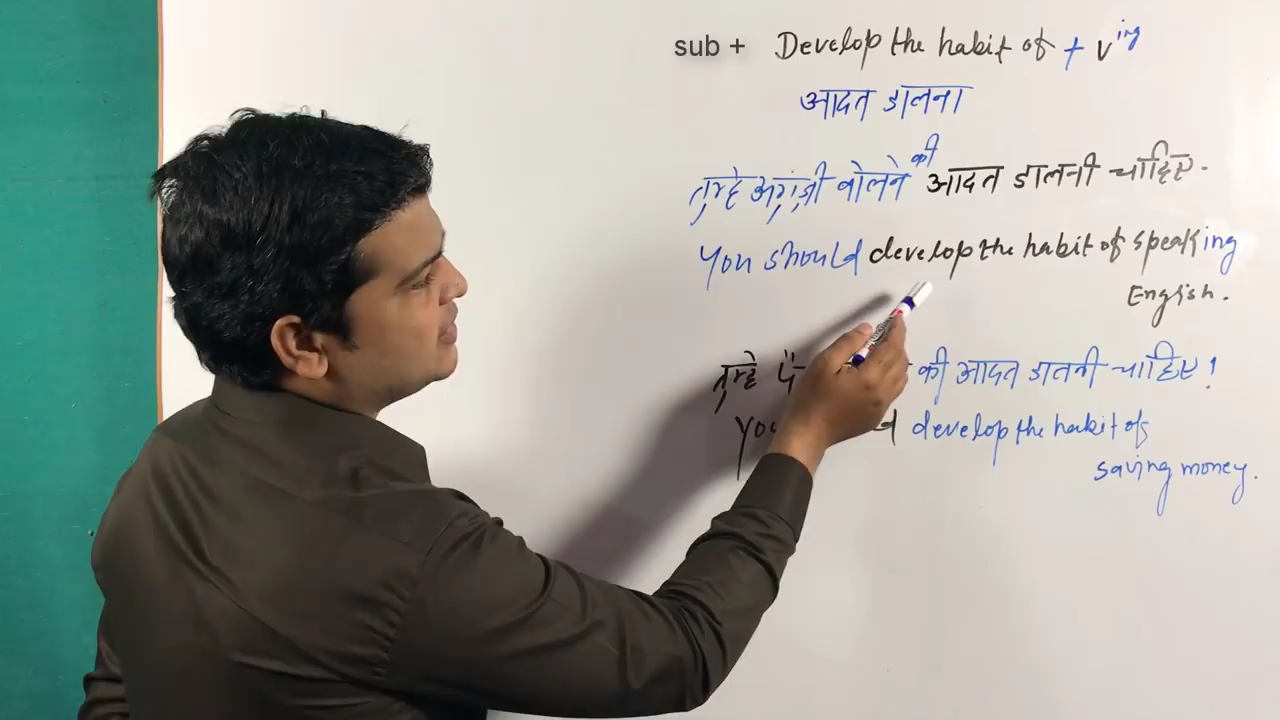 sub + Develop the habit of + v ing
आदत डालना
तुम्हे अग्रंज़ी बोलने की आदत डालनी चाहिए.
You should develop the habit of speaking
English.
तुम्हे की आदत डालनी चाहिए!
develop the habit of
saving money.